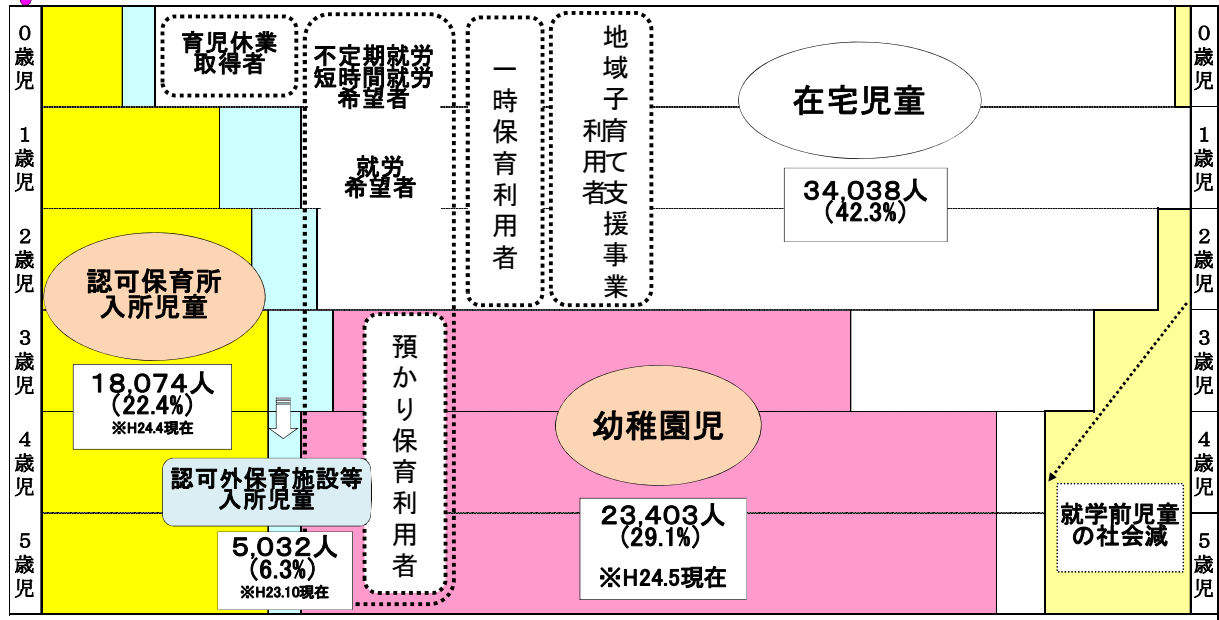 0歳児
1歳児
2歳児
3歳児
4歳児
5歳児
育児休業
取得者
不定期就労
短時間就労
希望者
就労
希望者
一時保育利用者
地域子育て支援事業
利用者
在宅児童
34,038人
(42.3%)
認可保育所
入所児童
18,074人
(22.4%)
※H24.4現在
認可外保育施設等
入所児童
5,032人
(6.3%)
※H23.10現在
預かり保育利用者
幼稚園児
23,403人
(29.1%)
※H24.5現在
就学前児童
の社会減
0歳児
1歳児
2歳児
3歳児
4歳児
5歳児